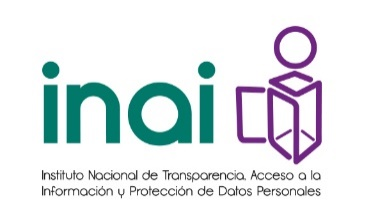 inai
Instituto Nacional de Transparencia, Acceso a la
Información y Protección de Datos Personales